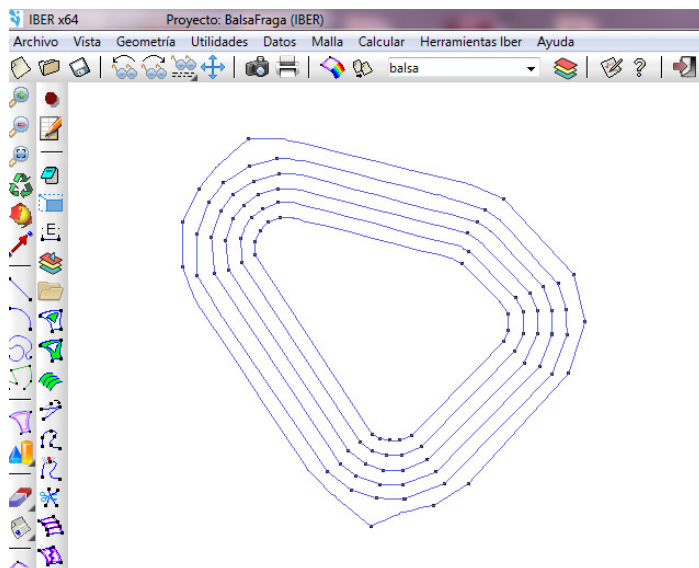 IBER x64 Proyecto: BalsaFraga (IBER)
Archivo Vista Geometría Utilidades Datos Malla Calcular Herramientas Iber Ayuda
balsa
E